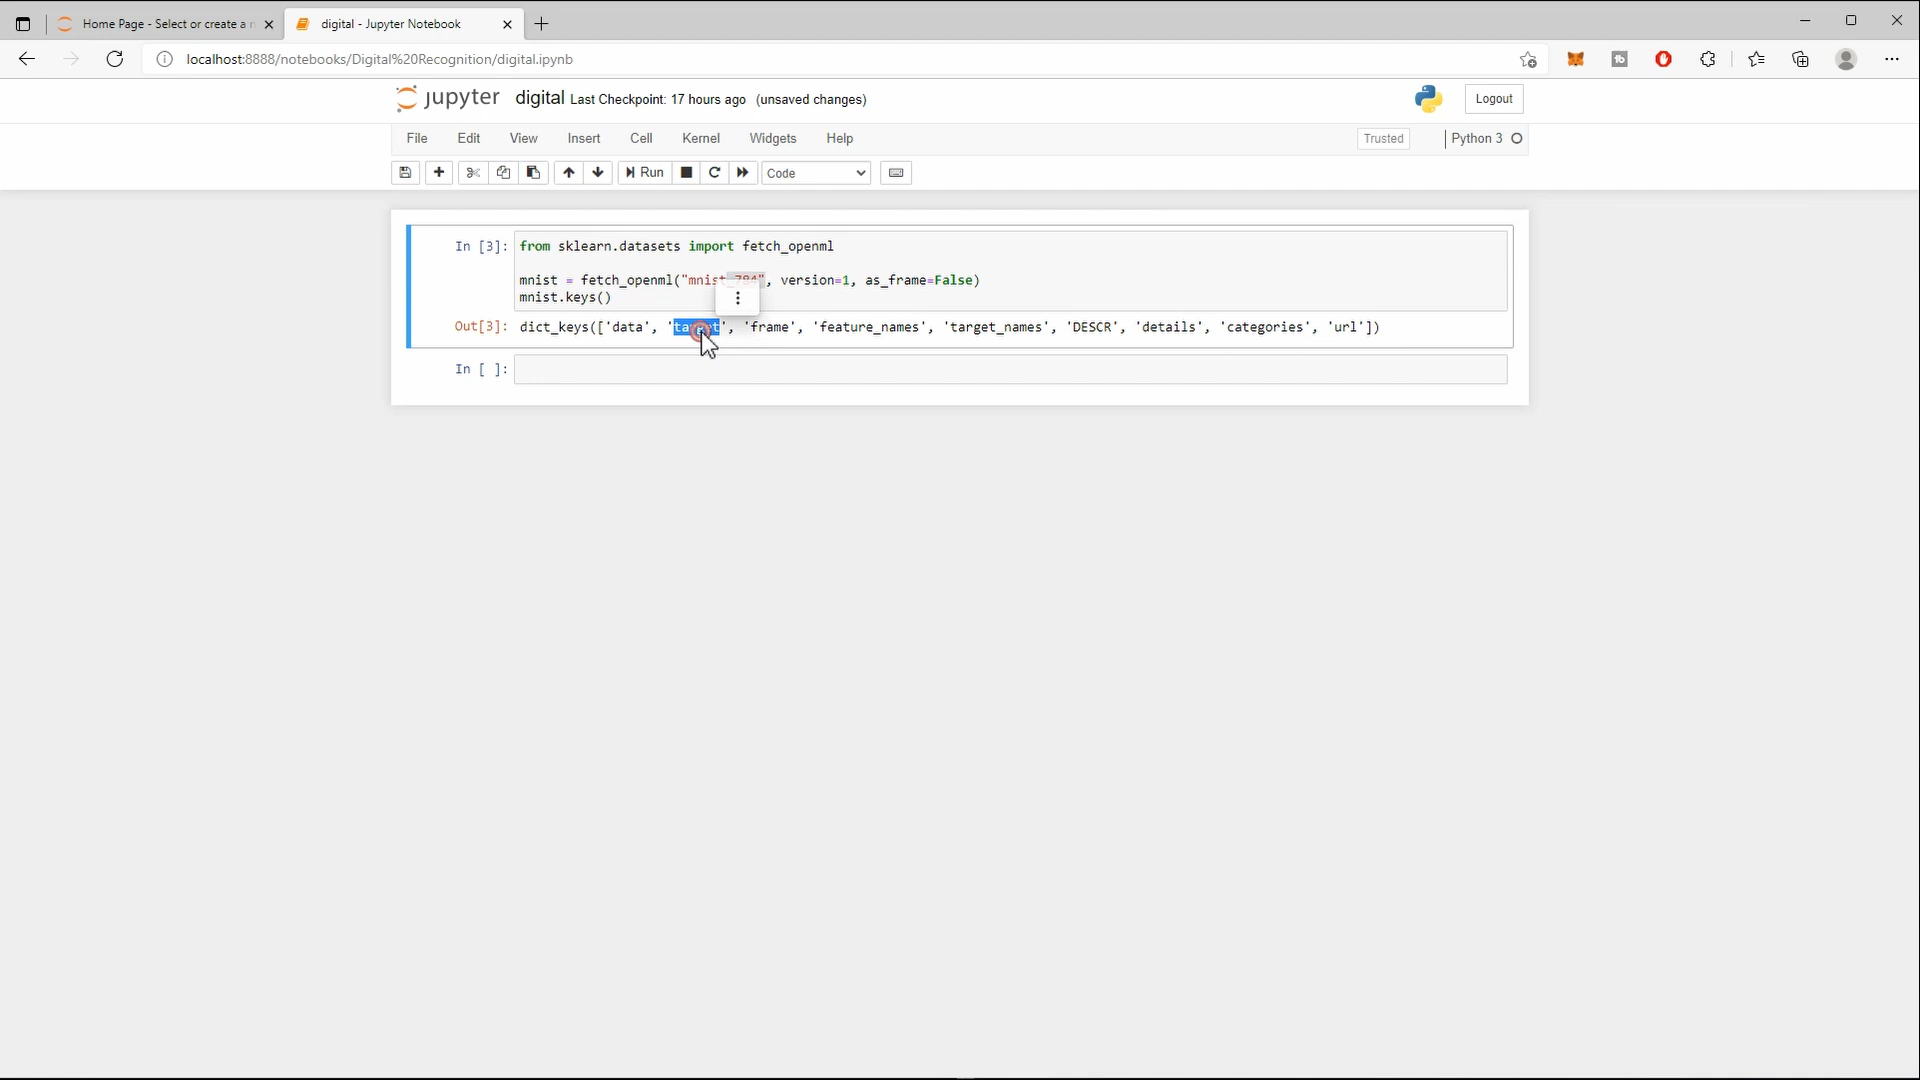 Home Page - Select or create a n
digital - Jupyter Notebook
localhost:8888/notebooks/Digital%20Recognition/digital.ipynb
jupyter digital Last Checkpoint: 17 hours ago (unsaved changes)
Logout
File Edit View Insert Cell Kernel Widgets Help
Trusted
Python 3
Run
Code
In [3]: from sklearn.datasets import fetch_openml
mnist = fetch_openml("mnist_784", version=1, as_frame=False)
mnist.keys()
Out[3]: dict_keys(['data', 'target', 'frame', 'feature_names', 'target_names', 'DESCR', 'details', 'categories', 'url'])
In [ ]: